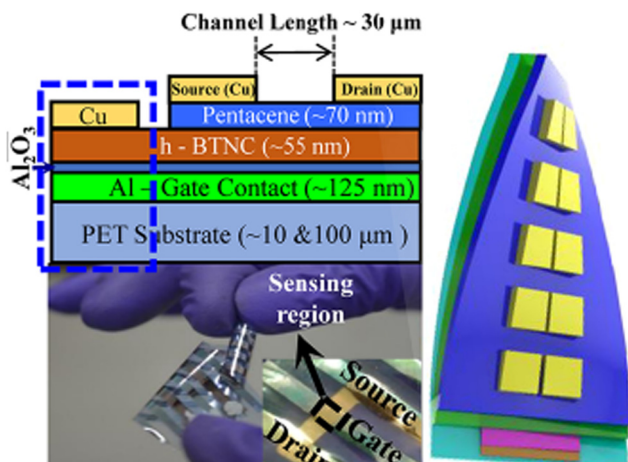 Channel Length ~ 30 μm
Source (Cu)
Drain (Cu)
Cu
Pentacene (~70 nm)
Al2O3
h - BTNC (~55 nm)
Al – Gate Contact (~125 nm)
PET Substrate (~10 &100 μm )
Sensing
region
Source
Gate
Drain